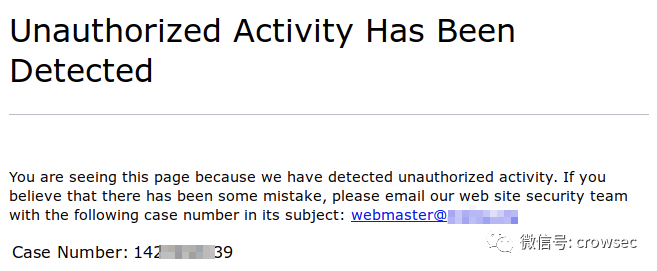 Unauthorized Activity Has Been
Detected
You are seeing this page because we have detected unauthorized activity. If you
believe that there has been some mistake, please email our web site security team
with the following case number in its subject: webmaster@
Case Number: 142 39
微信号: crowsec